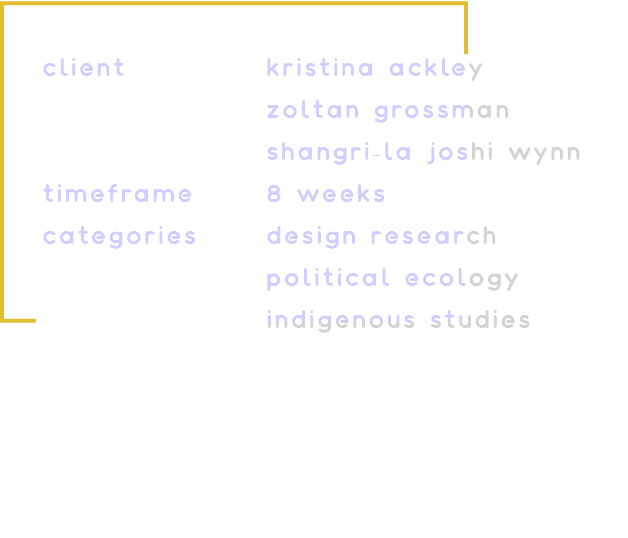 client kristina ackley
zoltan grossman
shangri-la joshi wynn
timeframe 8 weeks
categories design research
political ecology
indigenous studies